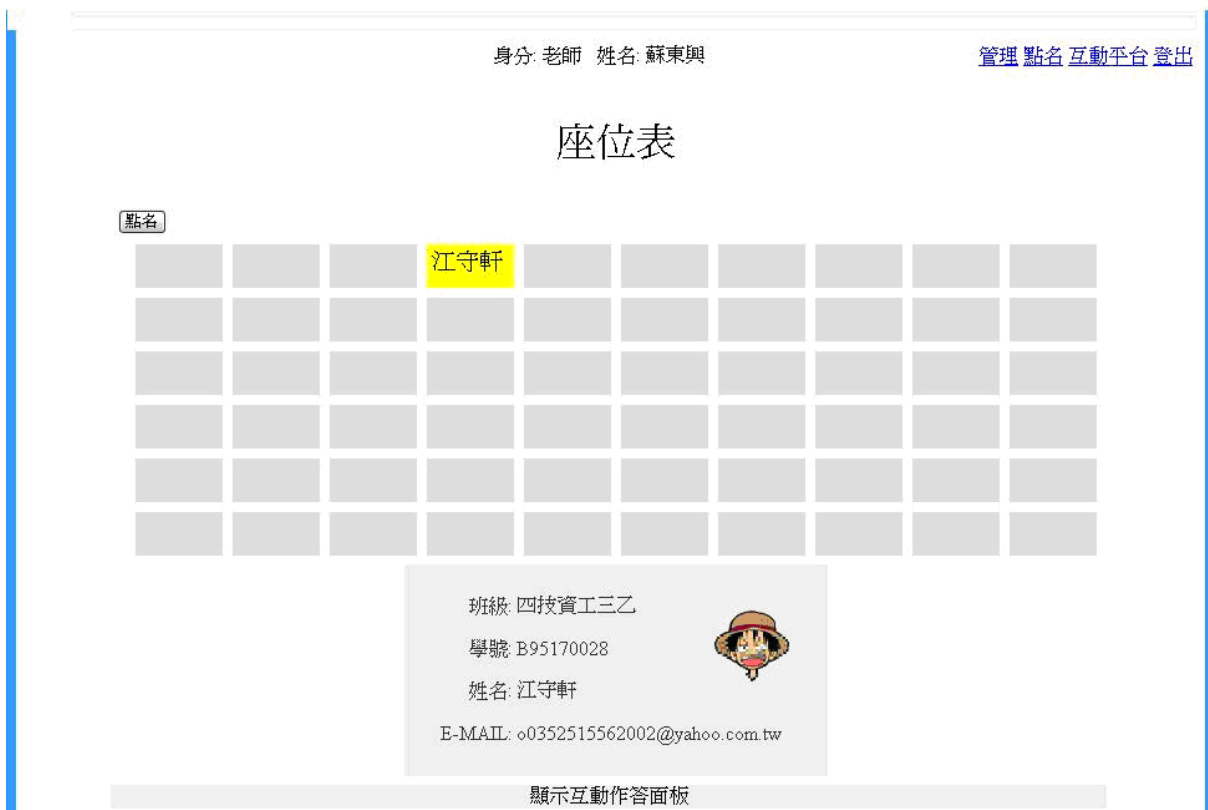 身分: 老師 姓名: 蘇東興 管理 點名 互動平台 登出
座位表
點名
江守軒
班級: 四技資工三乙
學號: B95170028
姓名: 江守軒
E-MAIL: o0352515562002@yahoo.com.tw
顯示互動作答面板